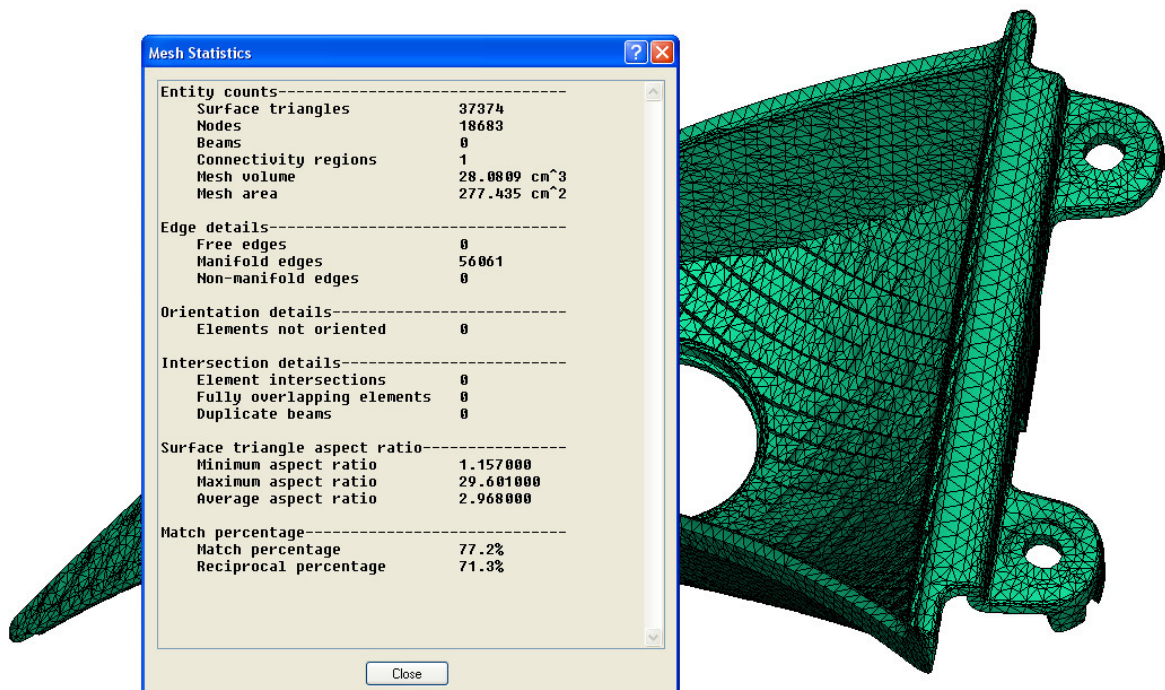 Mesh Statistics
Entity counts--------------------------------
Surface triangles 37374
Nodes 18683
Beams 0
Connectivity regions 1
Mesh volume 28.0809 cm^3
Mesh area 277.435 cm^2
Edge details---------------------------------
Free edges 0
Manifold edges 56061
Non-manifold edges 0
Orientation details--------------------------
Elements not oriented 0
Intersection details-------------------------
Element intersections 0
Fully overlapping elements 0
Duplicate beams 0
Surface triangle aspect ratio----------------
Minimum aspect ratio 1.157000
Maximum aspect ratio 29.601000
Average aspect ratio 2.968000
Match percentage-----------------------------
Match percentage 77.2%
Reciprocal percentage 71.3%
Close